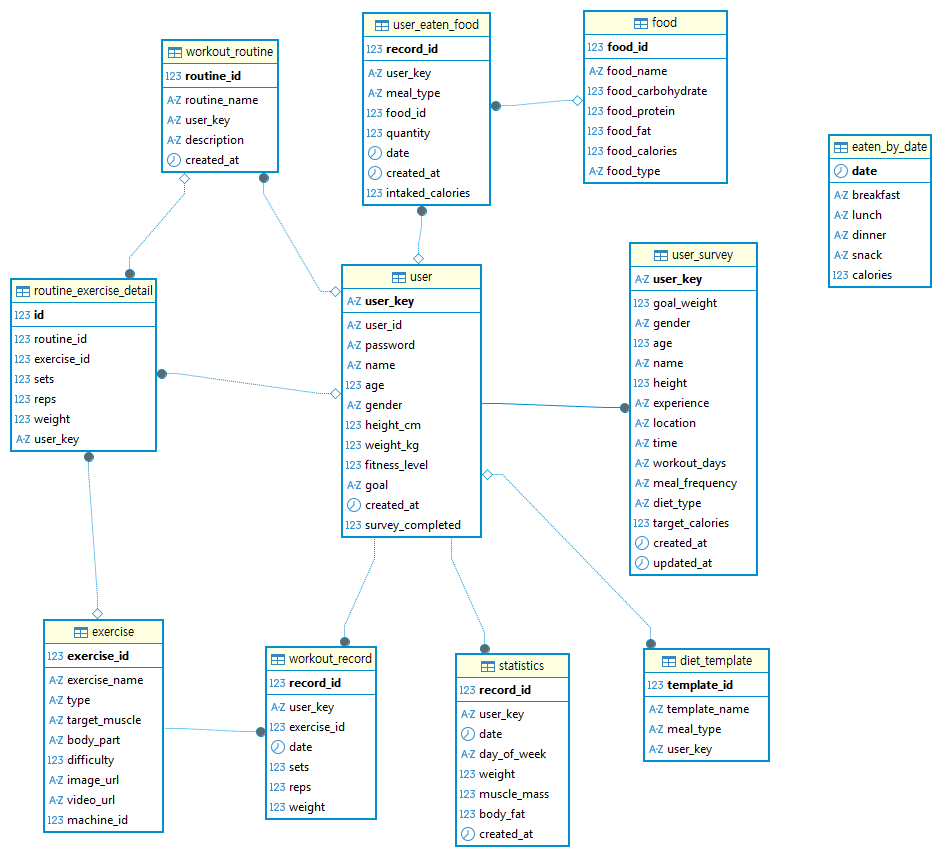 workout_routine
123 routine_id
A-Z routine_name
A-Z user_key
A-Z description
created_at
user_eaten_food
123 record_id
A-Z user_key
A-Z meal_type
123 food_id
123 quantity
date
created_at
123 intaked_calories
food
123 food_id
A-Z food_name
123 food_carbohydrate
123 food_protein
123 food_fat
123 food_calories
A-Z food_type
eaten_by_date
date
A-Z breakfast
A-Z lunch
A-Z dinner
A-Z snack
123 calories
routine_exercise_detail
123 id
123 routine_id
123 exercise_id
123 sets
123 reps
123 weight
A-Z user_key
user
A-Z user_key
A-Z user_id
A-Z password
A-Z name
123 age
A-Z gender
123 height_cm
123 weight_kg
123 fitness_level
A-Z goal
created_at
123 survey_completed
user_survey
A-Z user_key
123 goal_weight
A-Z gender
123 age
A-Z name
123 height
A-Z experience
A-Z location
A-Z time
A-Z workout_days
A-Z meal_frequency
A-Z diet_type
123 target_calories
created_at
updated_at
exercise
123 exercise_id
A-Z exercise_name
A-Z type
A-Z target_muscle
A-Z body_part
123 difficulty
A-Z image_url
A-Z video_url
123 machine_id
workout_record
123 record_id
A-Z user_key
123 exercise_id
date
123 sets
123 reps
123 weight
statistics
123 record_id
A-Z user_key
date
A-Z day_of_week
123 weight
123 muscle_mass
123 body_fat
created_at
diet_template
123 template_id
A-Z template_name
A-Z meal_type
A-Z user_key